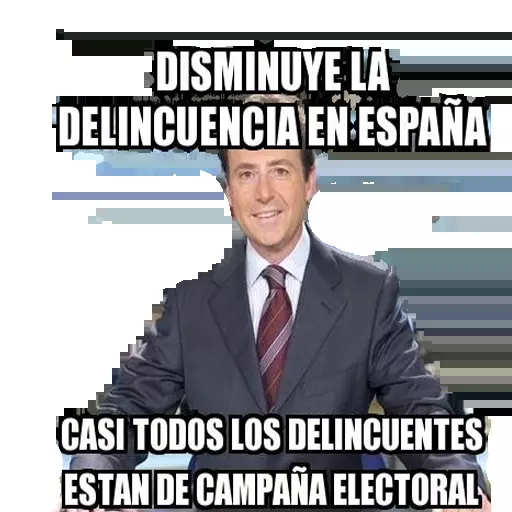 DISMINUYE LA
DELINCUENCIA EN ESPAÑA
CASI TODOS LOS DELINCUENTES
ESTAN DE CAMPAÑA ELECTORAL